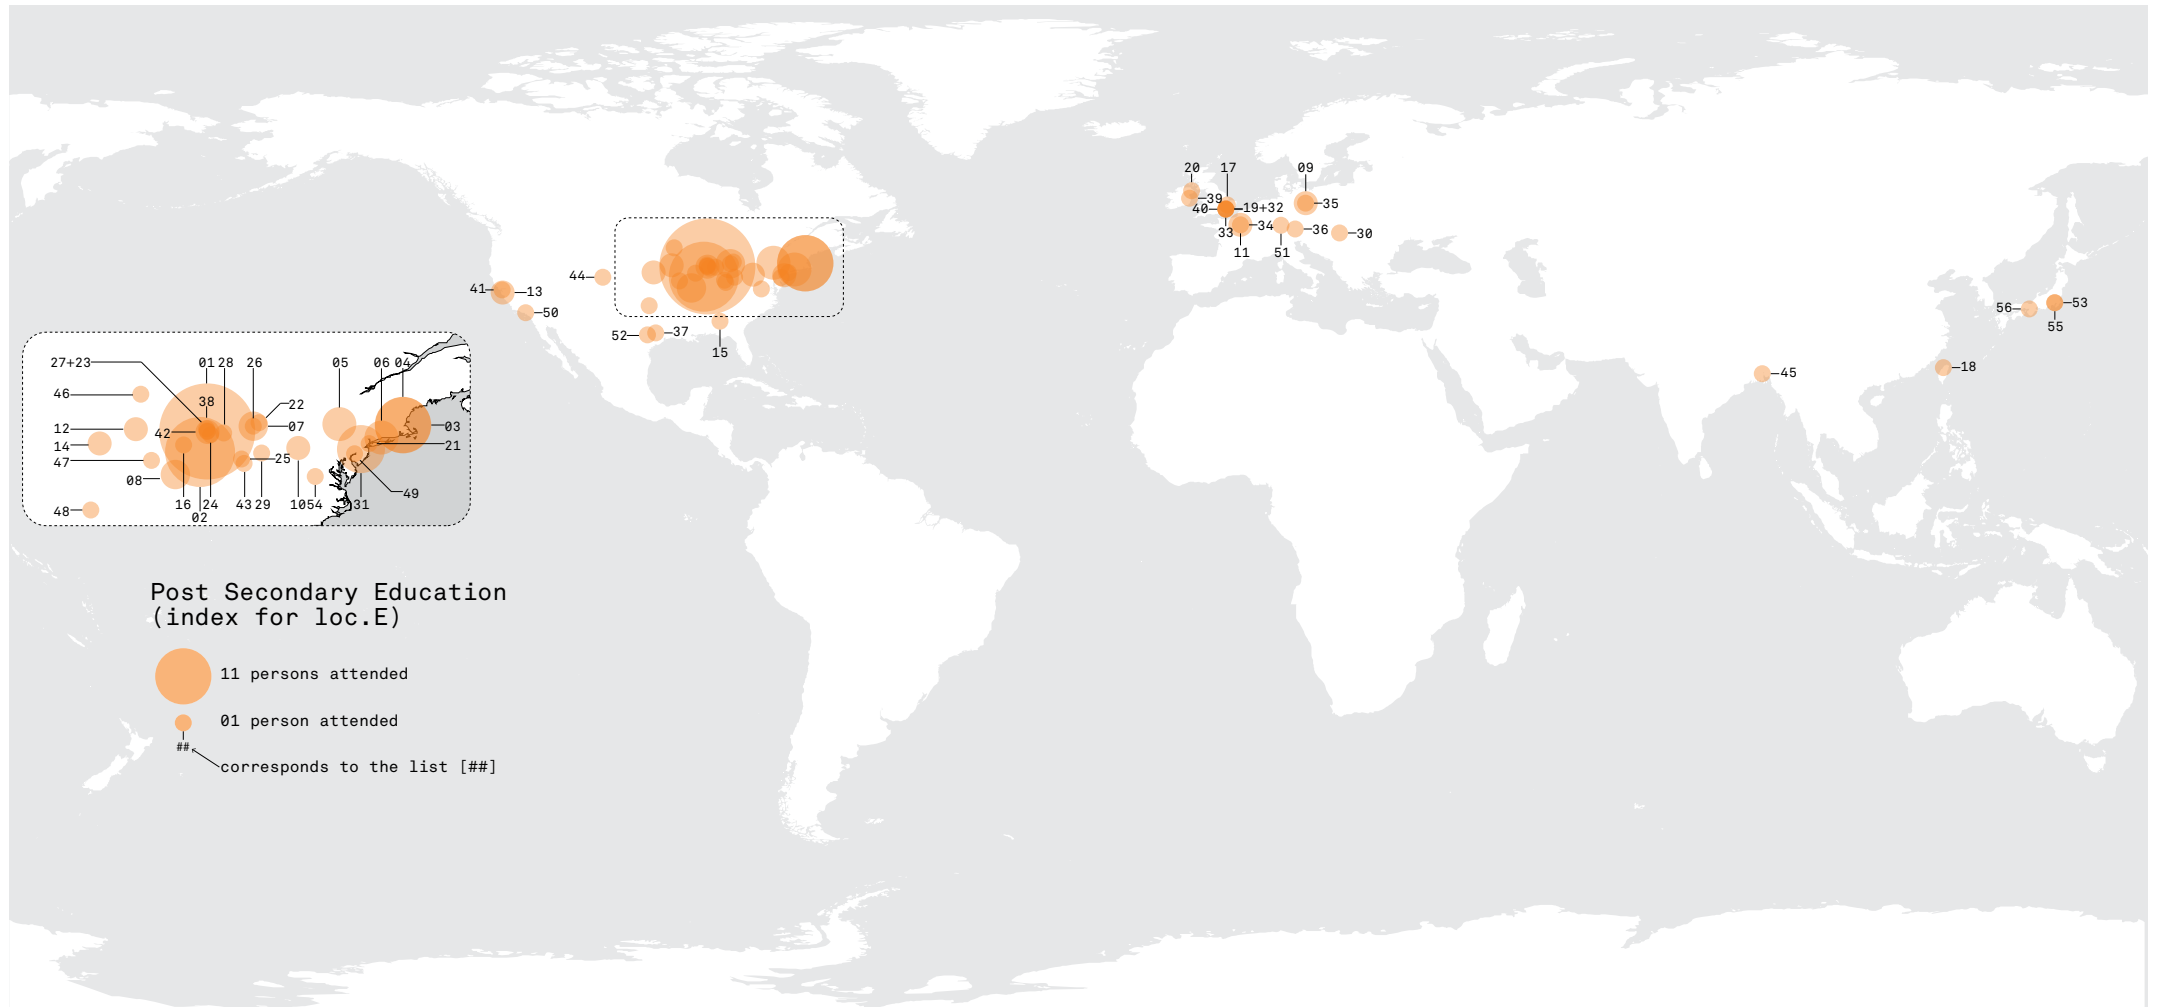 20 17 09
39
40 19+32 35
33 34 36 30
11 51
44
41 13
50
52 37
15
56 53
55
45 18
27+23 01 28 26 05 06 04
46
38 22
12 42 07 03
14 21
47 25
08 49
16 24 43 29 10 54 31
48 02
Post Secondary Education
(index for loc.E)
11 persons attended
01 person attended
##
corresponds to the list [##]